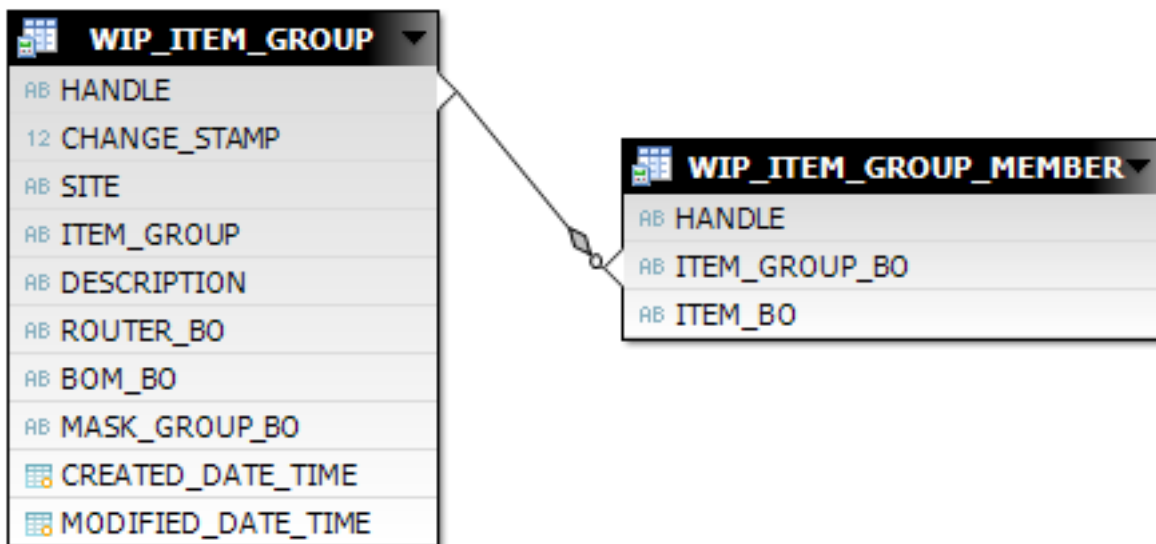 WIP_ITEM_GROUP
AB HANDLE
12 CHANGE_STAMP
AB SITE
AB ITEM_GROUP
AB DESCRIPTION
AB ROUTER_BO
AB BOM_BO
AB MASK_GROUP_BO
CREATED_DATE_TIME
MODIFIED_DATE_TIME
WIP_ITEM_GROUP_MEMBER
AB HANDLE
AB ITEM_GROUP_BO
AB ITEM_BO